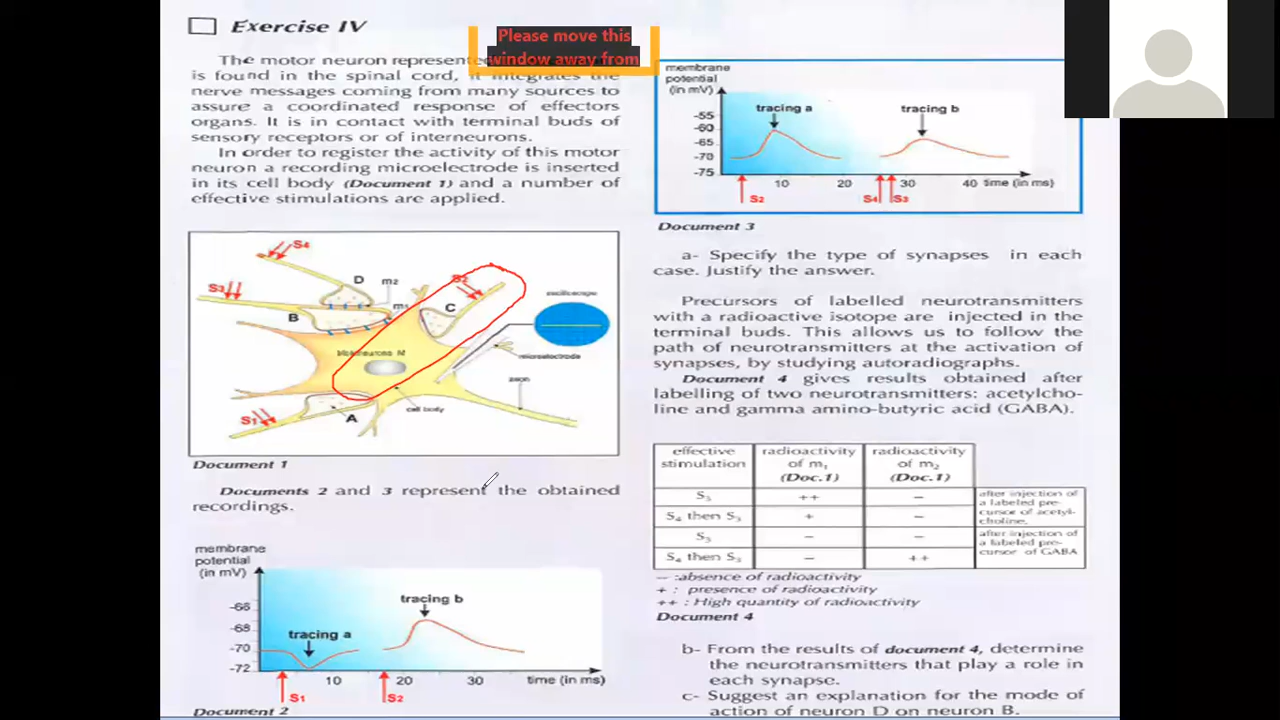 Exercise IV
Please move this
window away from
The motor neuron represented
is found in the spinal cord, it integrates the
nerve messages coming from many sources to
assure a coordinated response of effectors
organs. It is in contact with terminal buds of
sensory receptors or of interneurons.
In order to register the activity of this motor
neuron a recording microelectrode is inserted
in its cell body (Document 1) and a number of
effective stimulations are applied.
S4
D
m2
S3
S2
m1
B
C
oscilloscope
Motoneurons M
microelectrode
axon
cell body
S1
A
Document 1
Documents 2 and 3 represent the obtained
recordings.
membrane
potential
(in mV)
tracing b
-66
-68
tracing a
-70
-72
10
20
30
time (in ms)
S1
S2
Document 2
membrane
potential
(in mV)
tracing a
tracing b
-55
-60
-65
-70
-75
10
20
30
40 time (in ms)
S2
S4
S3
Document 3
a- Specify the type of synapses in each
case. Justify the answer.
Precursors of labelled neurotransmitters
with a radioactive isotope are injected in the
terminal buds. This allows us to follow the
path of neurotransmitters at the activation of
synapses, by studying autoradiographs.
Document 4 gives results obtained after
labelling of two neurotransmitters: acetylcho-
line and gamma amino-butyric acid (GABA).
effective stimulation radioactivity of m1 (Doc.1) radioactivity of m2 (Doc.1)
S3 ++ −
S4 then S3 + −
after injection of a labeled pre-cursor of acetylcholine.
S3 − −
S4 then S3 − ++
after injection of a labeled pre-cursor of GABA
− :absence of radioactivity
+ : presence of radioactivity
++ : High quantity of radioactivity
Document 4
b- From the results of document 4, determine
the neurotransmitters that play a role in
each synapse.
c- Suggest an explanation for the mode of
action of neuron D on neuron B.